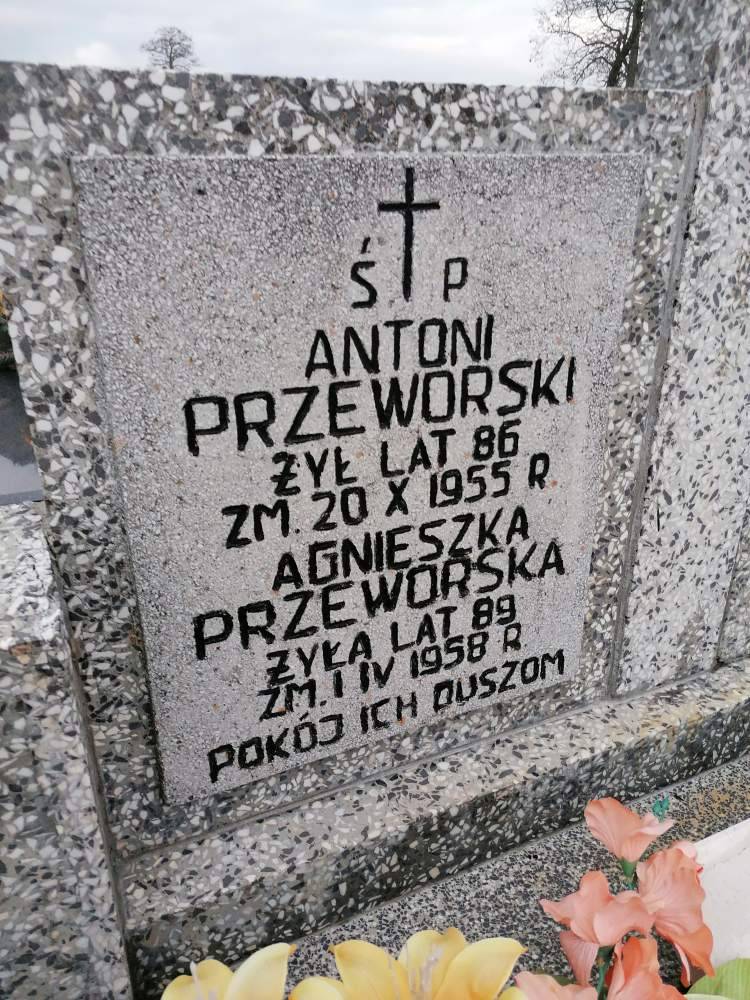 Ś P
ANTONI
PRZEWORSKI
ŻYŁ LAT 86
ZM. 20 X 1955 R
AGNIESZKA
PRZEWORSKA
ŻYŁA LAT 89
ZM. 1 IV 1958 R
POKÓJ ICH DUSZOM